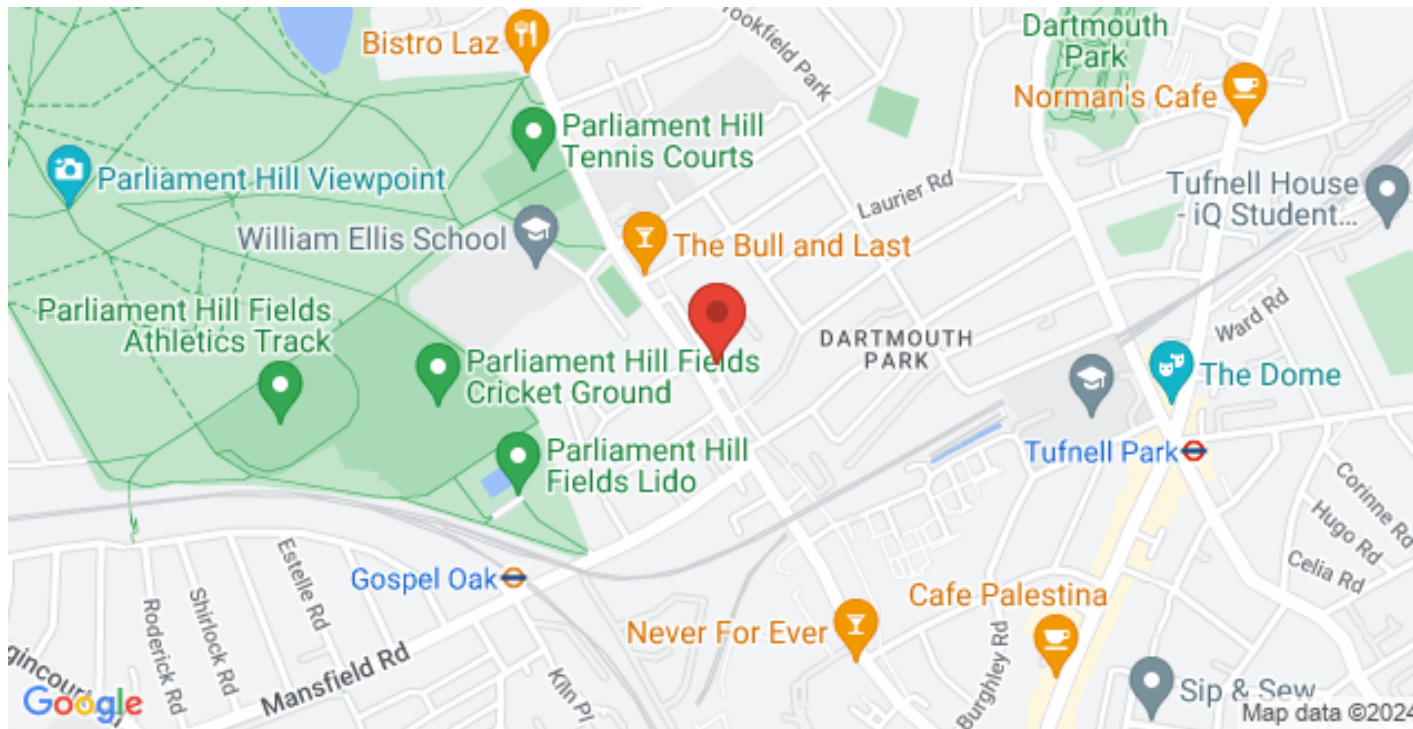 Bistro Laz
Brookfield Park
Dartmouth
Park
Norman's Cafe
Parliament Hill
Tennis Courts
Parliament Hill Viewpoint
Laurier Rd
Tufnell House
- iQ Student...
William Ellis School
The Bull and Last
Parliament Hill Fields
Athletics Track
Ward Rd
DARTMOUTH
PARK
Parliament Hill Fields
Cricket Ground
The Dome
Parliament Hill
Fields Lido
Tufnell Park
Corinne Rd
Hugo Rd
Celia Rd
Estelle Rd
Shirlock Rd
Roderick Rd
Gospel Oak
Cafe Palestina
Never For Ever
Burghley Rd
Mansfield Rd
Kiln Pl
Sip & Sew
Google
Map data ©2024